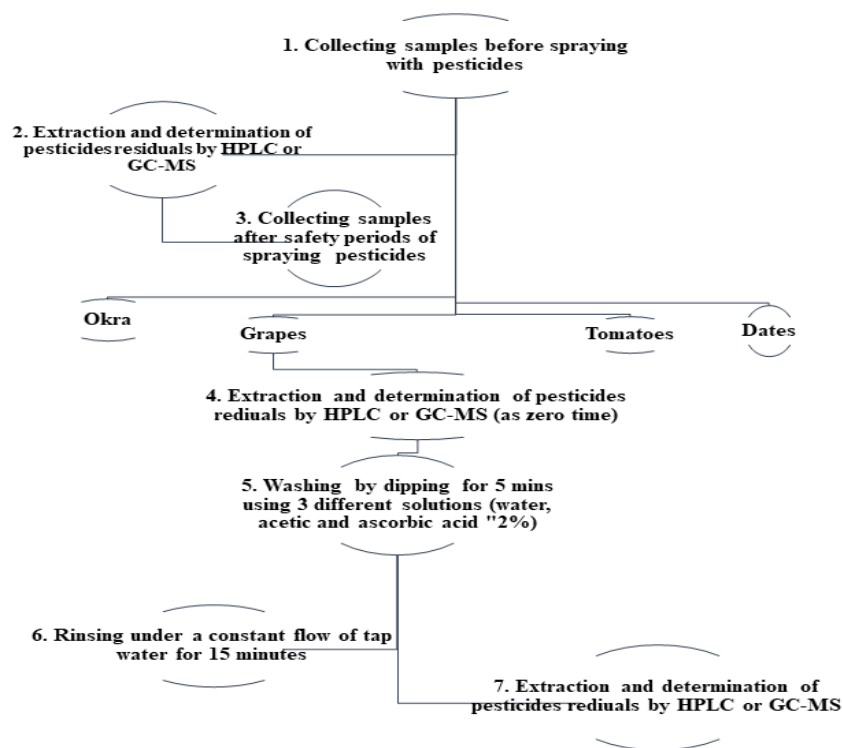 1. Collecting samples before spraying
with pesticides
2. Extraction and determination of
pesticides residuals by HPLC or
GC-MS
3. Collecting samples
after safety periods of
spraying pesticides
Okra
Grapes
Tomatoes
Dates
4. Extraction and determination of pesticides
rediuals by HPLC or GC-MS (as zero time)
5. Washing by dipping for 5 mins
using 3 different solutions (water,
acetic and ascorbic acid "2%)
6. Rinsing under a constant flow of tap
water for 15 minutes
7. Extraction and determination of
pesticides rediuals by HPLC or GC-MS